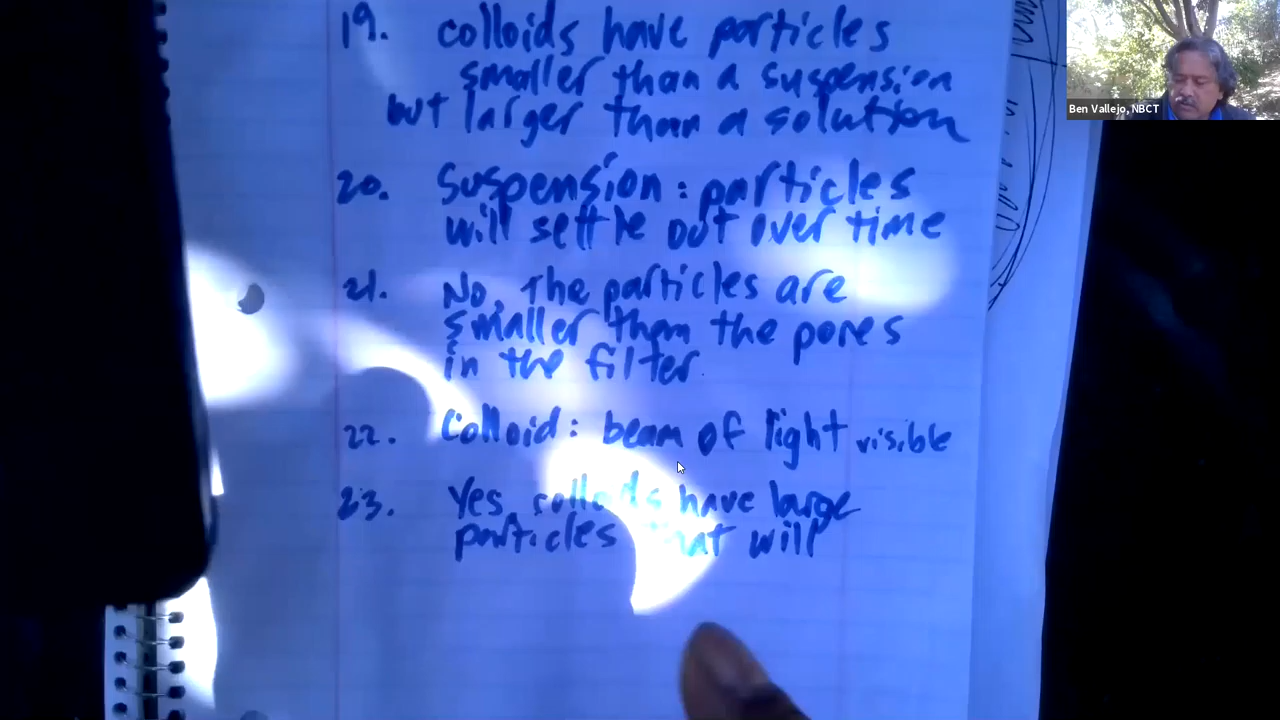 19. colloids have particles
smaller than a suspension
but larger than a solution
20. Suspension: particles
will settle out over time
21. No, the particles are
smaller than the pores
in the filter.
22. Colloid: beam of light visible
23. Yes, colloids have large
particles that will
Ben Vallejo, NBCT